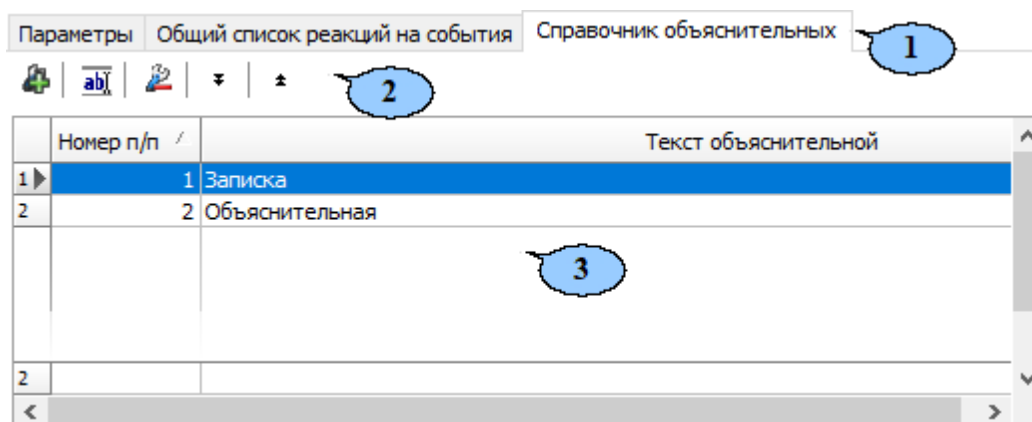 Параметры Общий список реакций на события Справочник объяснительных
1
abI
2
Номер п/п Текст объяснительной
1 1 Записка
2 2 Объяснительная
3
2